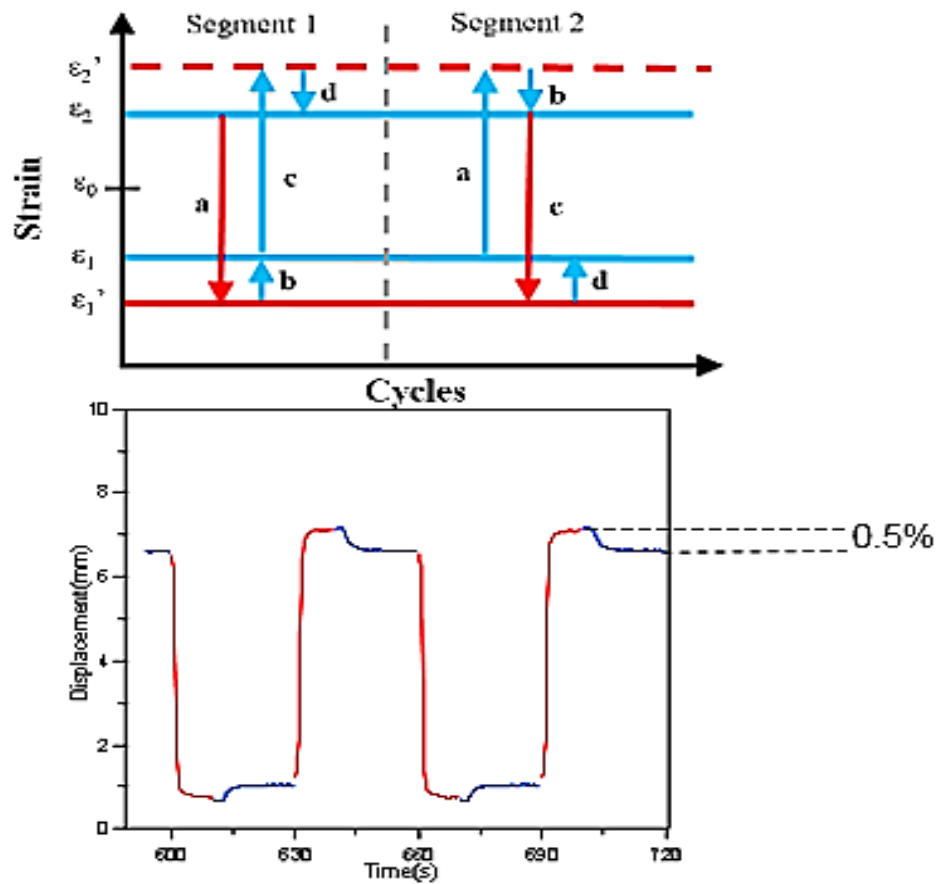 Segment 1 Segment 2
ε₂’
ε₂
ε₀
ε₁
ε₁’
Strain
d b
a c a c
b d
Cycles
10
8
6
4
2
0
Displacement(mm)
0.5%
600 630 660 690 720
Time(s)